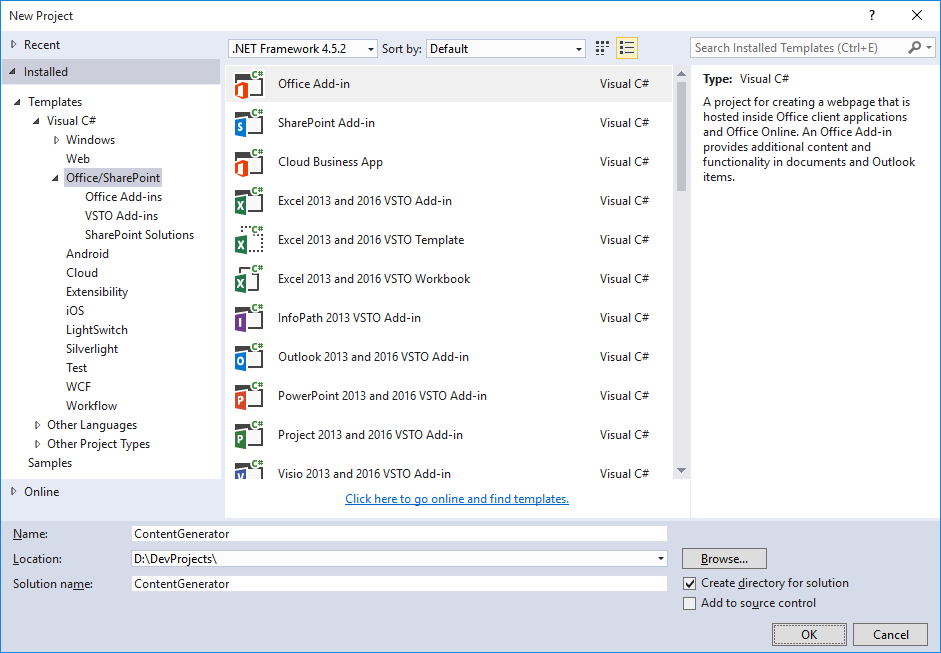 New Project
?
Recent
.NET Framework 4.5.2
Sort by:
Default
Search Installed Templates (Ctrl+E)
Installed
Templates
Visual C#
Windows
Web
Office/SharePoint
Office Add-ins
VSTO Add-ins
SharePoint Solutions
Android
Cloud
Extensibility
iOS
LightSwitch
Silverlight
Test
WCF
Workflow
Other Languages
Other Project Types
Samples
Online
C# Office Add-in Visual C#
S C# SharePoint Add-in Visual C#
C# Cloud Business App Visual C#
X C# Excel 2013 and 2016 VSTO Add-in Visual C#
X C# Excel 2013 and 2016 VSTO Template Visual C#
X C# Excel 2013 and 2016 VSTO Workbook Visual C#
I C# InfoPath 2013 VSTO Add-in Visual C#
O C# Outlook 2013 and 2016 VSTO Add-in Visual C#
P C# PowerPoint 2013 and 2016 VSTO Add-in Visual C#
P C# Project 2013 and 2016 VSTO Add-in Visual C#
V C# Visio 2013 and 2016 VSTO Add-in Visual C#
Click here to go online and find templates.
Type: Visual C#
A project for creating a webpage that is
hosted inside Office client applications
and Office Online. An Office Add-in
provides additional content and
functionality in documents and Outlook
items.
Name: ContentGenerator
Location: D:\DevProjects\
Browse...
Solution name: ContentGenerator
Create directory for solution
Add to source control
OK
Cancel